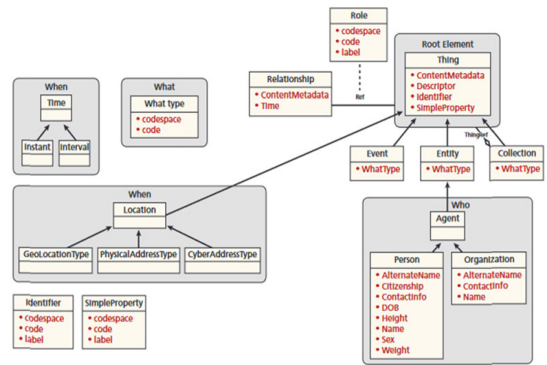 Role
• codespace
• code
• label
Root Element
Thing
• ContentMetadata
• Descriptor
• Identifier
• SimpleProperty
Relationship
• ContentMetadata
• Time
Ref
When
Time
Instant
Interval
What
What type
• codespace
• code
ThingRef
Event
• WhatType
Entity
• WhatType
Collection
• WhatType
When
Location
GeoLocationType
PhysicalAddressType
CyberAddressType
Who
Agent
Person
• AlternateName
• Citizenship
• ContactInfo
• DOB
• Height
• Name
• Sex
• Weight
Organization
• AlternateName
• ContactInfo
• Name
Identifier
• codespace
• code
• label
SimpleProperty
• codespace
• code
• label